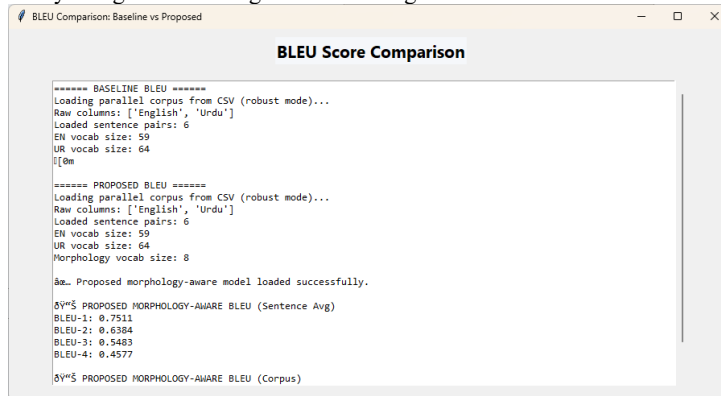 BLEU Comparison: Baseline vs Proposed
BLEU Score Comparison
====== BASELINE BLEU ======
Loading parallel corpus from CSV (robust mode)...
Raw columns: ['English', 'Urdu']
Loaded sentence pairs: 6
EN vocab size: 59
UR vocab size: 64
[0m
====== PROPOSED BLEU ======
Loading parallel corpus from CSV (robust mode)...
Raw columns: ['English', 'Urdu']
Loaded sentence pairs: 6
EN vocab size: 59
UR vocab size: 64
Morphology vocab size: 8
âœ… Proposed morphology-aware model loaded successfully.
ðŸ“Š PROPOSED MORPHOLOGY-AWARE BLEU (Sentence Avg)
BLEU-1: 0.7511
BLEU-2: 0.6384
BLEU-3: 0.5483
BLEU-4: 0.4577
ðŸ“Š PROPOSED MORPHOLOGY-AWARE BLEU (Corpus)